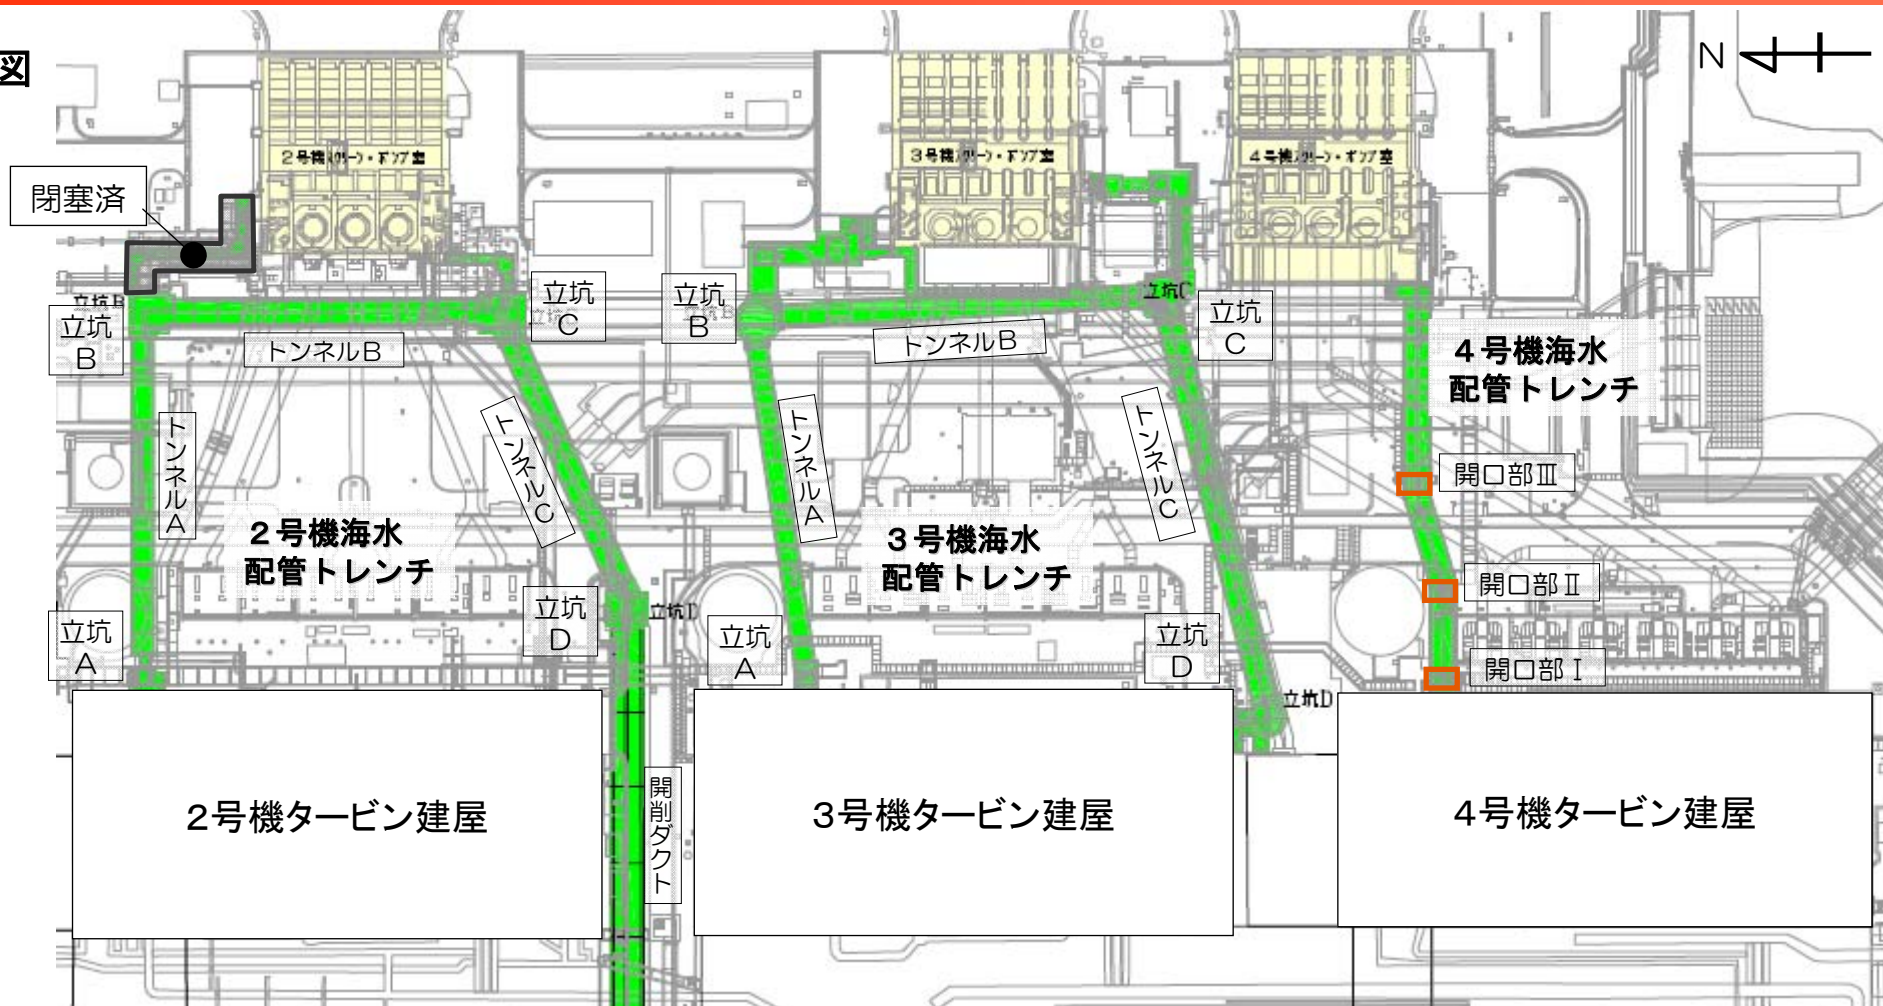 図
N
2号機スクリーン・ポンプ室
3号機スクリーン・ポンプ室
4号機スクリーン・ポンプ室
閉塞済
立坑B
立坑
B
立坑
C
立坑
B
立坑C
立坑
C
トンネルB
トンネルB
4号機海水
配管トレンチ
トンネルA
トンネルC
トンネルA
トンネルC
開口部Ⅲ
2号機海水
配管トレンチ
3号機海水
配管トレンチ
開口部Ⅱ
立坑
A
立坑
D
立坑D
立坑
A
立坑
D
開口部Ⅰ
立坑D
2号機タービン建屋
開削ダクト
3号機タービン建屋
4号機タービン建屋